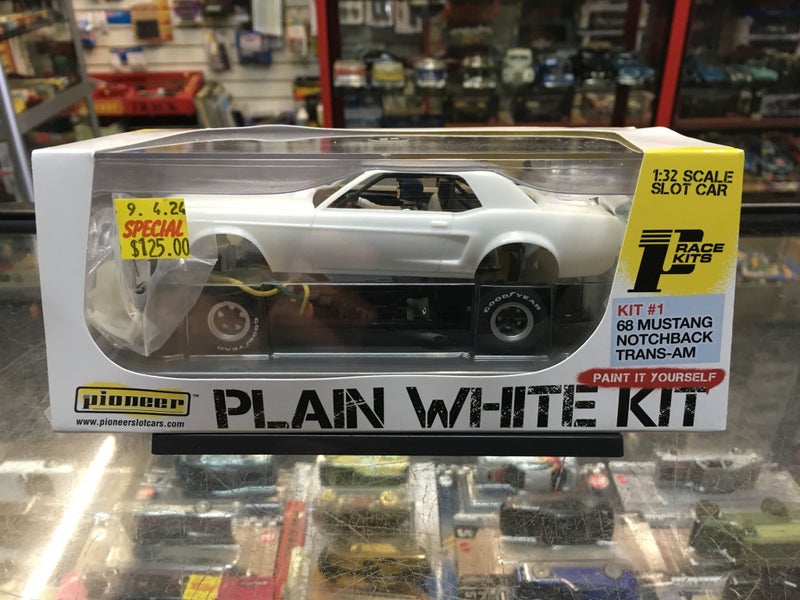 9. 4.24
SPECIAL
$125.00
1:32 SCALE
SLOT CAR
P RACE
KITS
KIT #1
68 MUSTANG
NOTCHBACK
TRANS-AM
PAINT IT YOURSELF
GOODYEAR
GOODYEAR
pioneer™
www.pioneerslotcars.com
PLAIN WHITE KIT